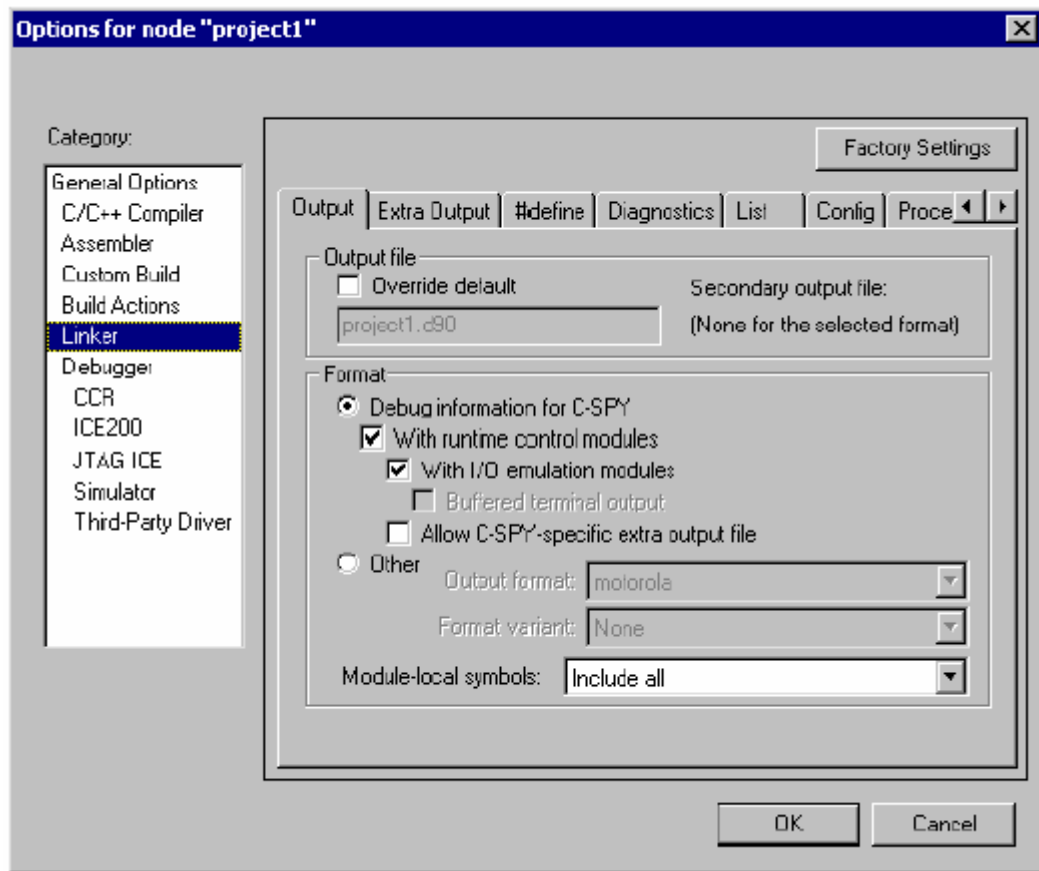 Options for node "project1"
Category:
General Options
C/C++ Compiler
Assembler
Custom Build
Build Actions
Linker
Debugger
CCR
ICE200
JTAG ICE
Simulator
Third-Party Driver
Factory Settings
Output Extra Output #define Diagnostics List Config Proce
Output file
Override default
Secondary output file:
project1.d90
(None for the selected format)
Format
Debug information for C-SPY
With runtime control modules
With I/O emulation modules
Buffered terminal output
Allow C-SPY-specific extra output file
Other
Output format: motorola
Format variant: None
Module-local symbols: Include all
OK Cancel